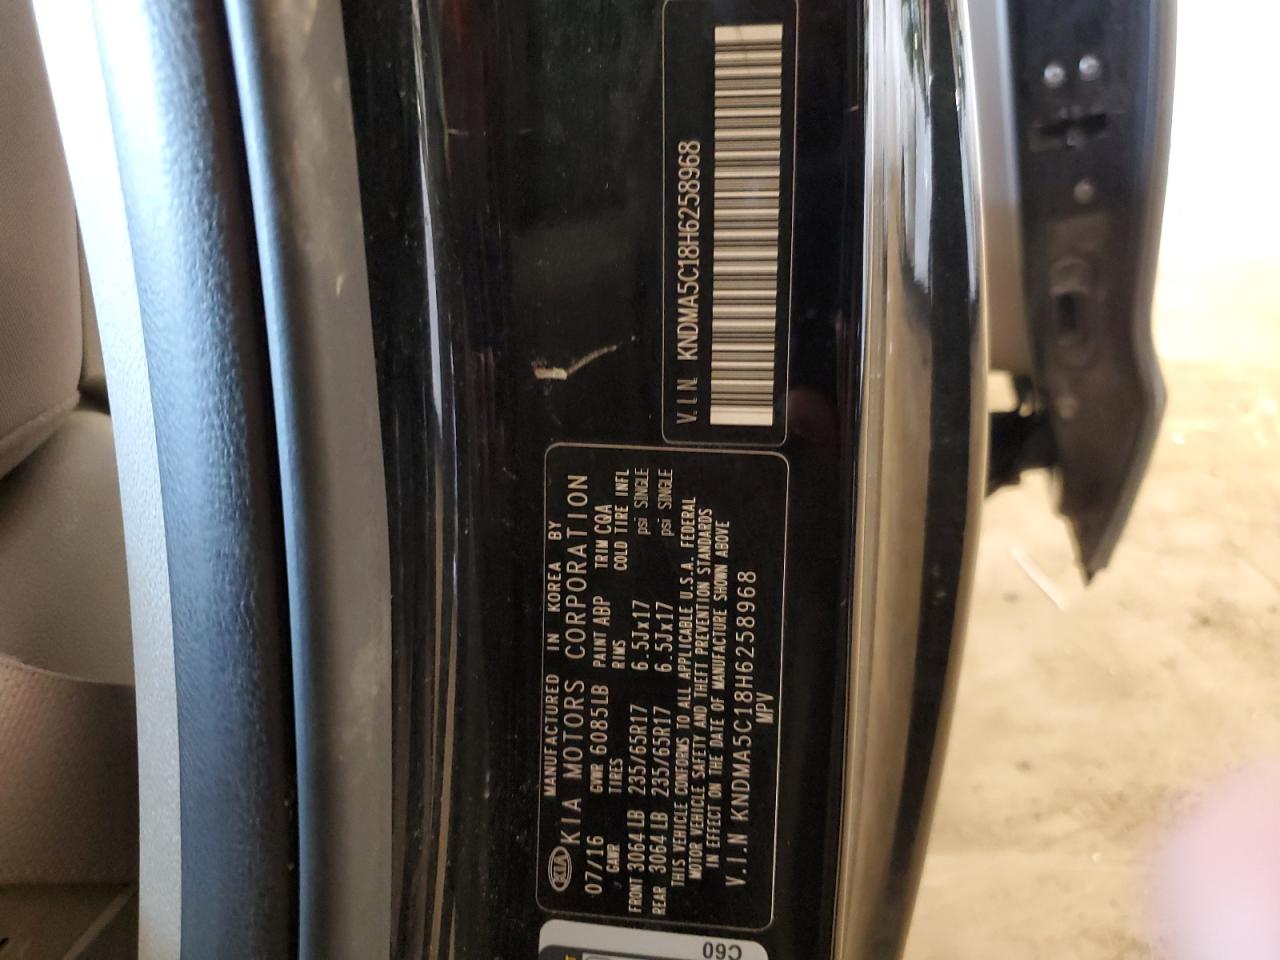 V.I.N. KNDMA5C18H6258968
MANUFACTURED IN KOREA BY
KIA KIA MOTORS CORPORATION
07/16 GVWR 6085LB PAINT ABP TRIM CQA
GAWR TIRES RIMS COLD TIRE INFL
FRONT 3064LB 235/65R17 6.5Jx17 psi SINGLE
REAR 3064LB 235/65R17 6.5Jx17 psi SINGLE
THIS VEHICLE CONFORMS TO ALL APPLICABLE U.S.A. FEDERAL
MOTOR VEHICLE SAFETY AND THEFT PREVENTION STANDARDS
IN EFFECT ON THE DATE OF MANUFACTURE SHOWN ABOVE
V.I.N KNDMA5C18H6258968
MPV
C60